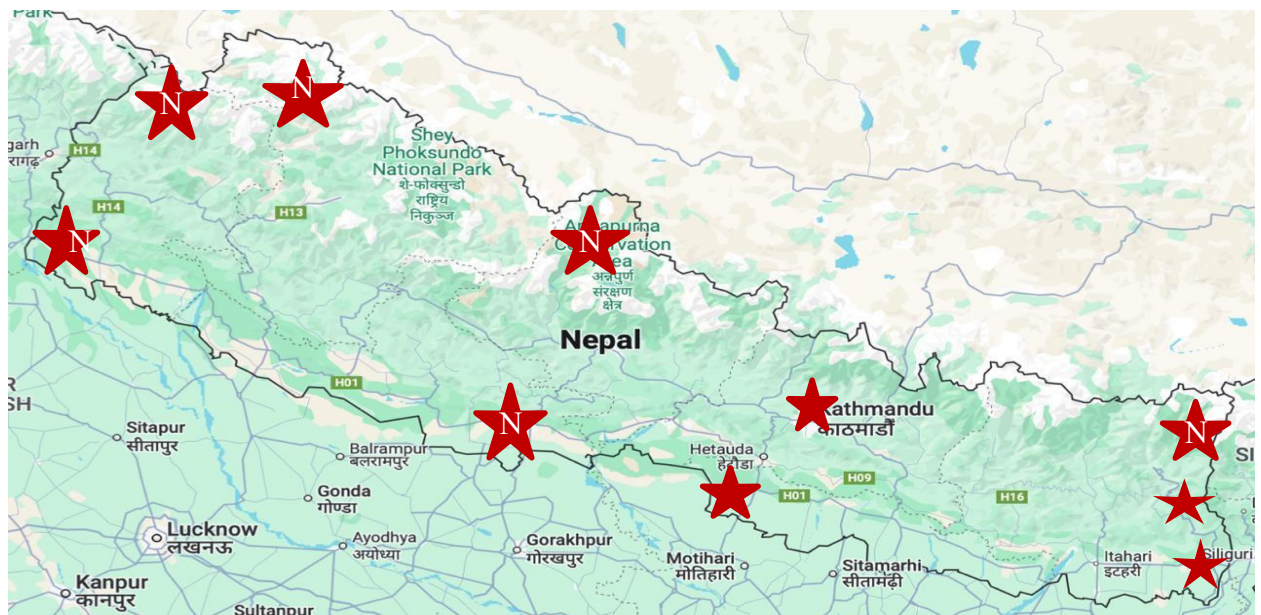 Park
N
N
garh
रागढ़
H14
Shey
Phoksundo
National Park
शे-फोक्सुन्डो
राष्ट्रिय
निकुञ्ज
H14
H13
N
N
Annapurna
Conservation
Area
अन्नपुर्ण
संरक्षण
क्षेत्र
Nepal
H01
SH
N
Kathmandu
काठमाडौँ
N
Sitapur
सीतापुर
Balrampur
बलरामपुर
Hetauda
हेटौडा
H09
H01
H16
SI
Gonda
गोण्डा
Lucknow
लखनऊ
Ayodhya
अयोध्या
Gorakhpur
गोरखपुर
Motihari
मोतिहारी
Sitamarhi
सीतामढ़ी
Itahari
इटहरी
Siliguri
Kanpur
कानपुर
Sultanpur